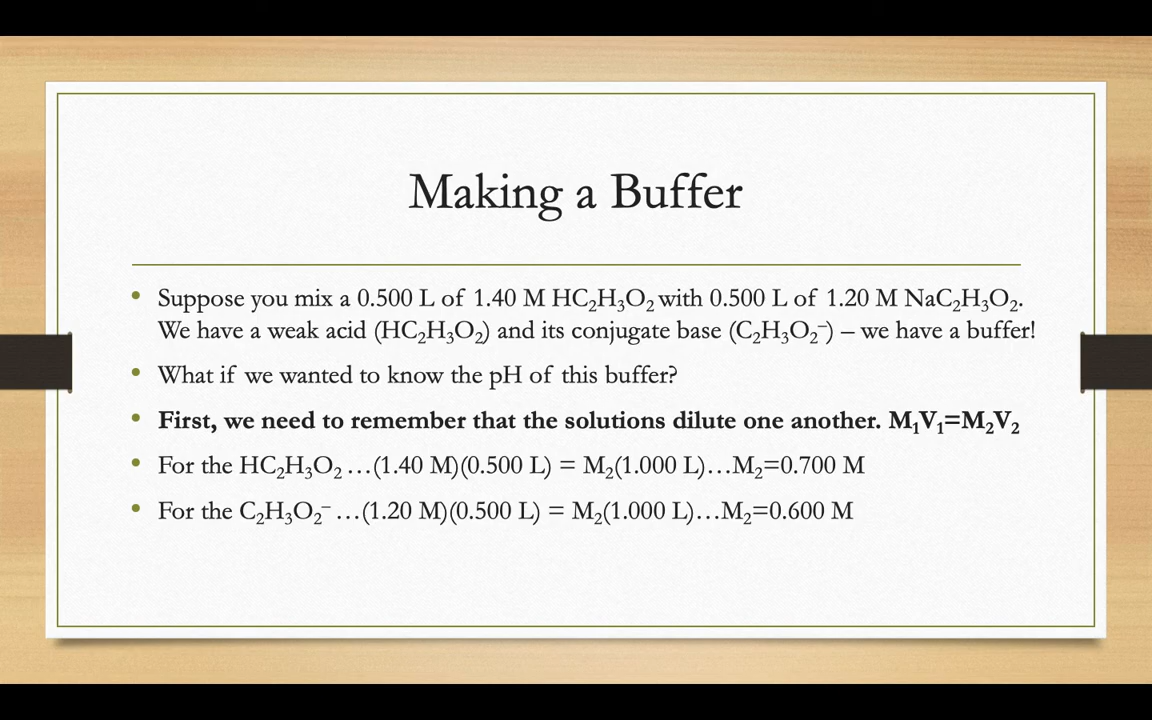 Making a Buffer
• Suppose you mix a 0.500 L of 1.40 M HC₂H₃O₂ with 0.500 L of 1.20 M NaC₂H₃O₂.
We have a weak acid (HC₂H₃O₂) and its conjugate base (C₂H₃O₂⁻) – we have a buffer!
• What if we wanted to know the pH of this buffer?
• First, we need to remember that the solutions dilute one another. M₁V₁=M₂V₂
• For the HC₂H₃O₂ …(1.40 M)(0.500 L) = M₂(1.000 L)…M₂=0.700 M
• For the C₂H₃O₂⁻ …(1.20 M)(0.500 L) = M₂(1.000 L)…M₂=0.600 M